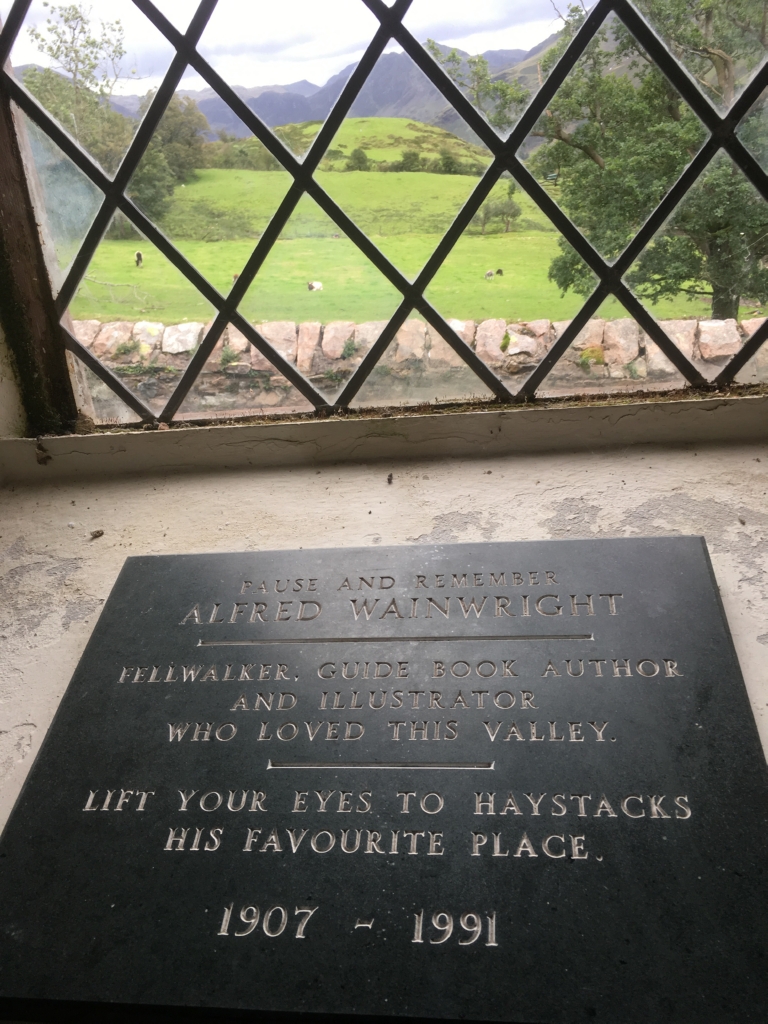 PAUSE AND REMEMBER
ALFRED WAINWRIGHT
FELLWALKER, GUIDE BOOK AUTHOR
AND ILLUSTRATOR
WHO LOVED THIS VALLEY.
LIFT YOUR EYES TO HAYSTACKS
HIS FAVOURITE PLACE.
1907 - 1991